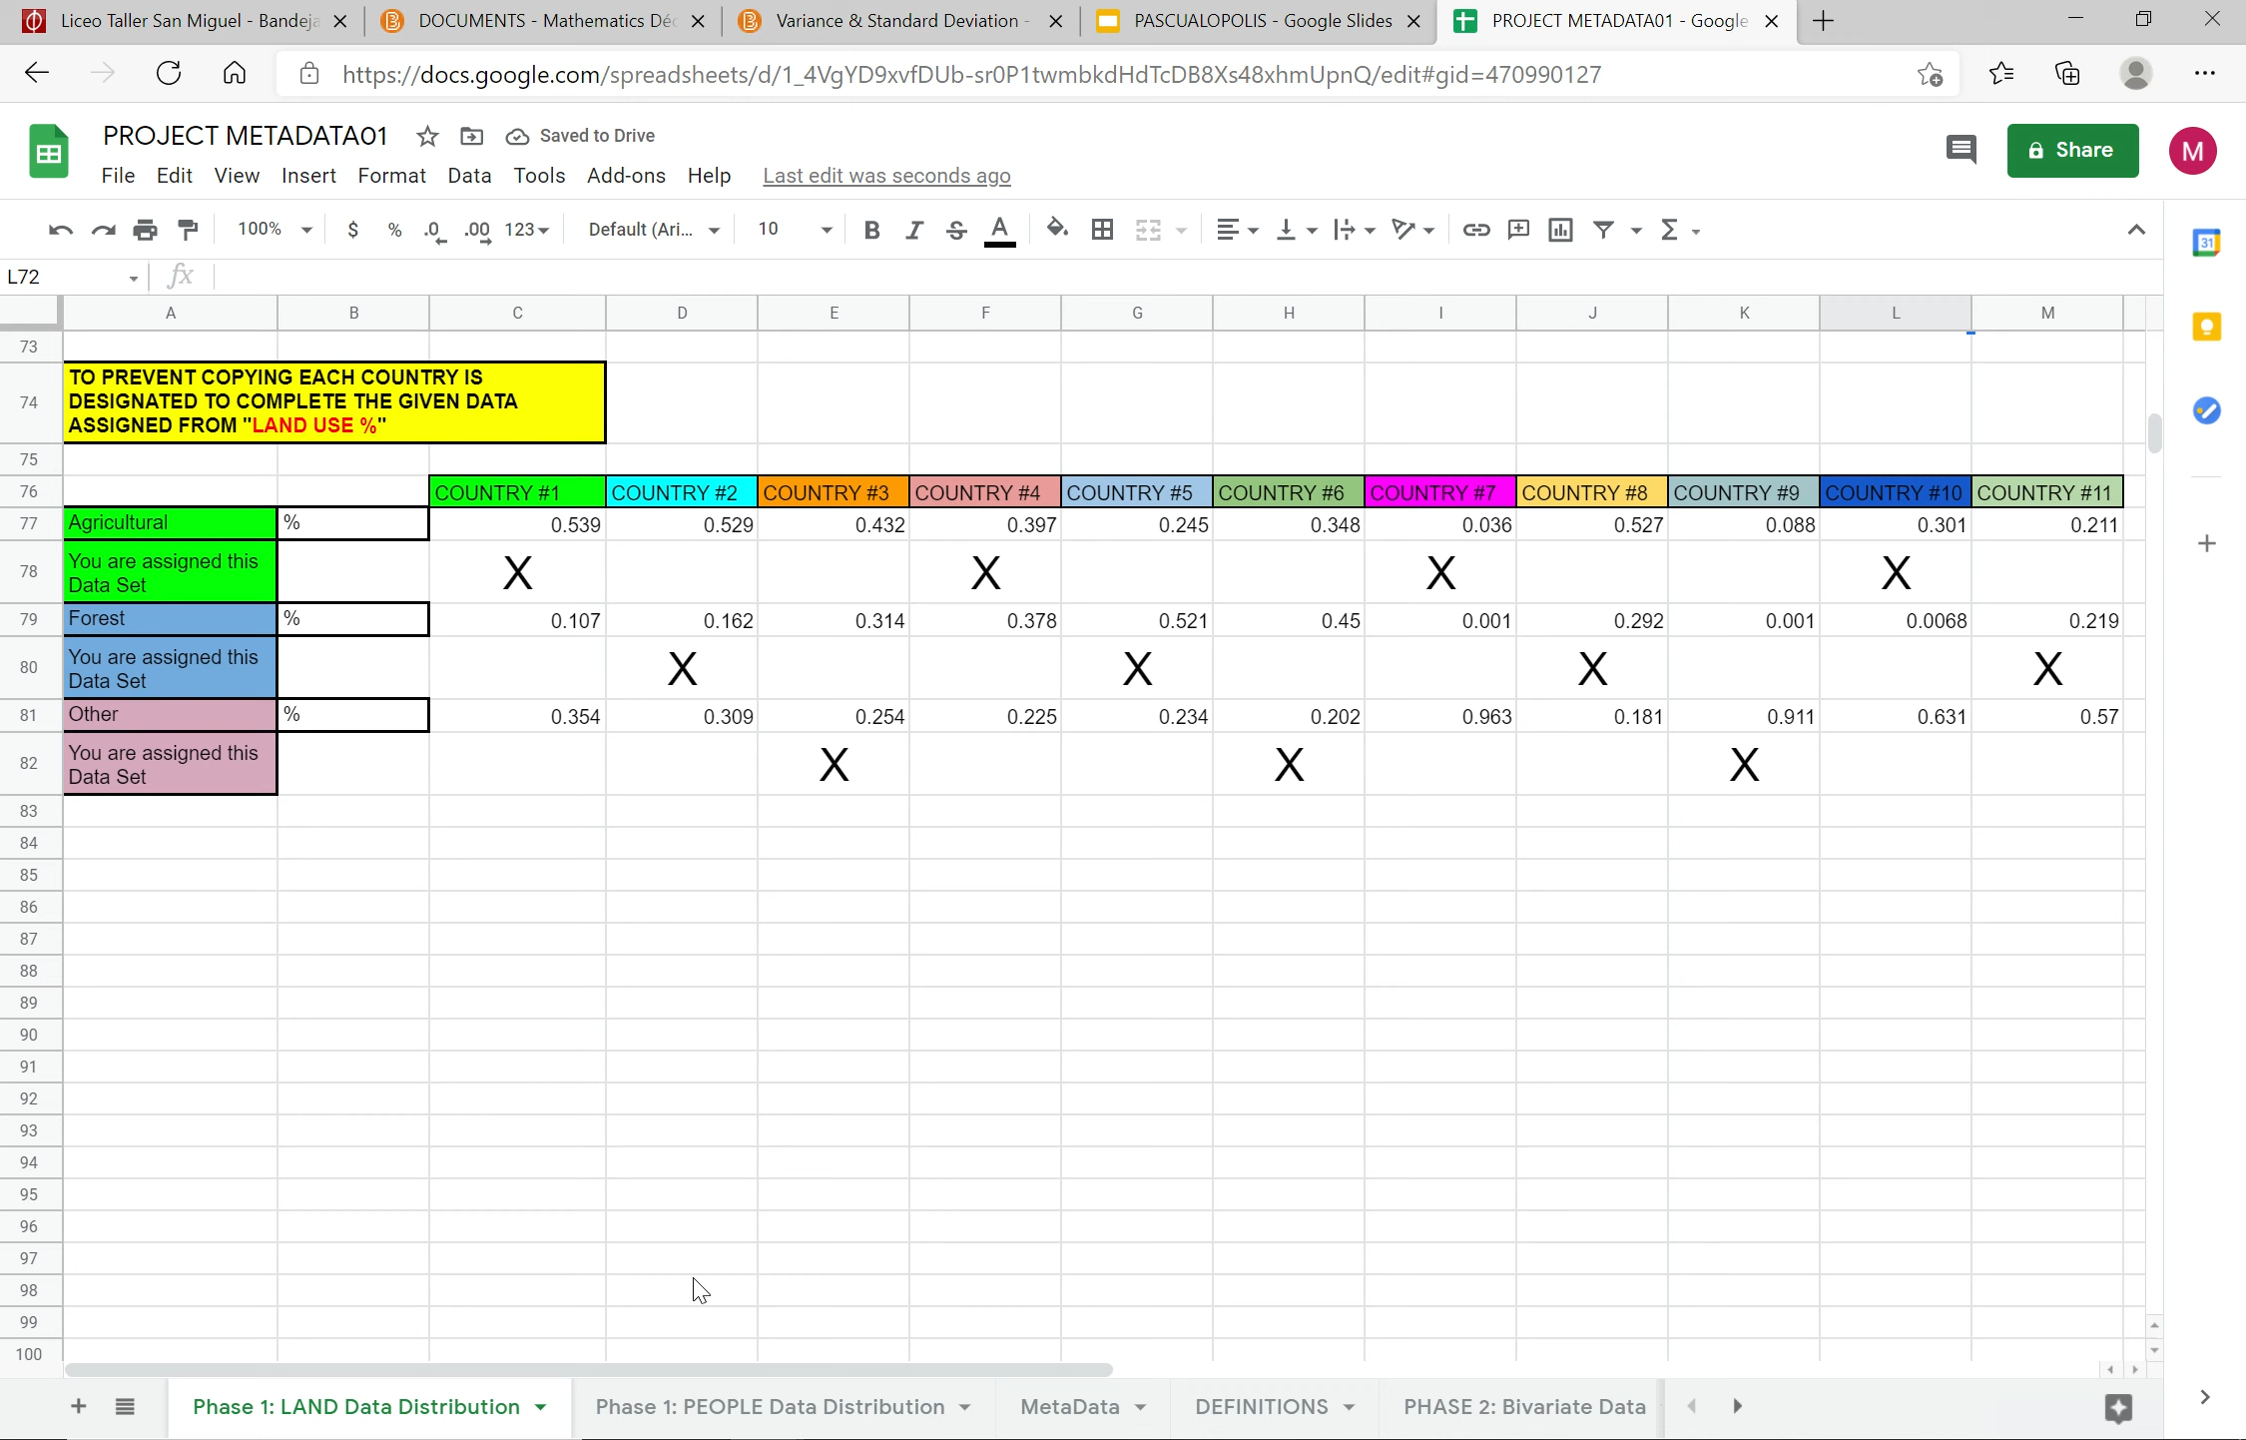 Liceo Taller San Miguel - Bandeja
DOCUMENTS - Mathematics Déc
Variance & Standard Deviation -
PASCUALOPOLIS - Google Slides
PROJECT METADATA01 - Google
https://docs.google.com/spreadsheets/d/1_4VgYD9xvfDUb-sr0P1twmbkdHdTcDB8Xs48xhmUpnQ/edit#gid=470990127
PROJECT METADATA01 Saved to Drive
File Edit View Insert Format Data Tools Add-ons Help Last edit was seconds ago
Share
M
100% $ % .0 .00 123 Default (Ari... 10 B I S A Σ
31
L72 fx
A B C D E F G H I J K L M
73
74 TO PREVENT COPYING EACH COUNTRY IS
DESIGNATED TO COMPLETE THE GIVEN DATA
ASSIGNED FROM "LAND USE %"
75
76 COUNTRY #1 COUNTRY #2 COUNTRY #3 COUNTRY #4 COUNTRY #5 COUNTRY #6 COUNTRY #7 COUNTRY #8 COUNTRY #9 COUNTRY #10 COUNTRY #11
77 Agricultural % 0.539 0.529 0.432 0.397 0.245 0.348 0.036 0.527 0.088 0.301 0.211
78 You are assigned this
Data Set X X X X
79 Forest % 0.107 0.162 0.314 0.378 0.521 0.45 0.001 0.292 0.001 0.0068 0.219
80 You are assigned this
Data Set X X X X
81 Other % 0.354 0.309 0.254 0.225 0.234 0.202 0.963 0.181 0.911 0.631 0.57
82 You are assigned this
Data Set X X X
83
84
85
86
87
88
89
90
91
92
93
94
95
96
97
98
99
100
Phase 1: LAND Data Distribution Phase 1: PEOPLE Data Distribution MetaData DEFINITIONS PHASE 2: Bivariate Data